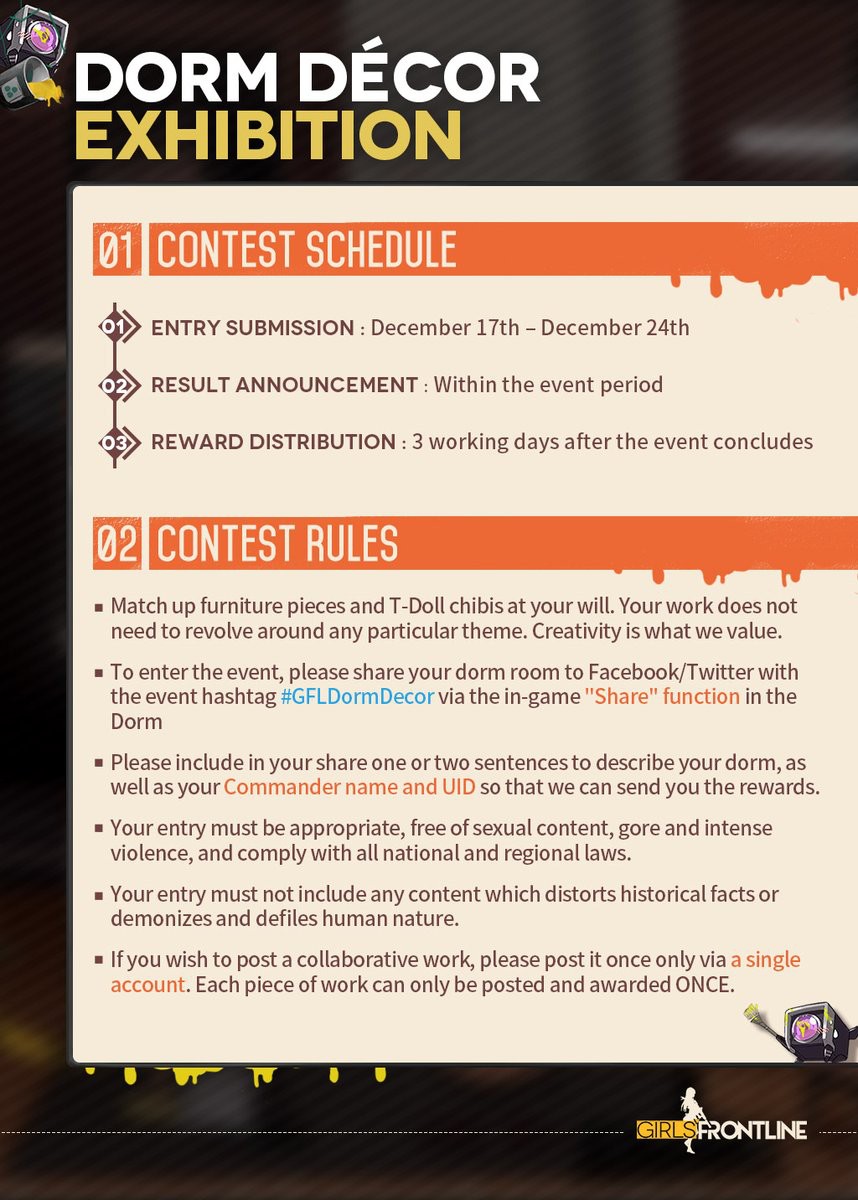 DORM DÉCOR
EXHIBITION
01 CONTEST SCHEDULE
01 ENTRY SUBMISSION : December 17th – December 24th
02 RESULT ANNOUNCEMENT : Within the event period
03 REWARD DISTRIBUTION : 3 working days after the event concludes
02 CONTEST RULES
▪ Match up furniture pieces and T-Doll chibis at your will. Your work does not
need to revolve around any particular theme. Creativity is what we value.
▪ To enter the event, please share your dorm room to Facebook/Twitter with
the event hashtag #GFLDormDecor via the in-game "Share" function in the
Dorm
▪ Please include in your share one or two sentences to describe your dorm, as
well as your Commander name and UID so that we can send you the rewards.
▪ Your entry must be appropriate, free of sexual content, gore and intense
violence, and comply with all national and regional laws.
▪ Your entry must not include any content which distorts historical facts or
demonizes and defiles human nature.
▪ If you wish to post a collaborative work, please post it once only via a single
account. Each piece of work can only be posted and awarded ONCE.
GIRLS FRONTLINE